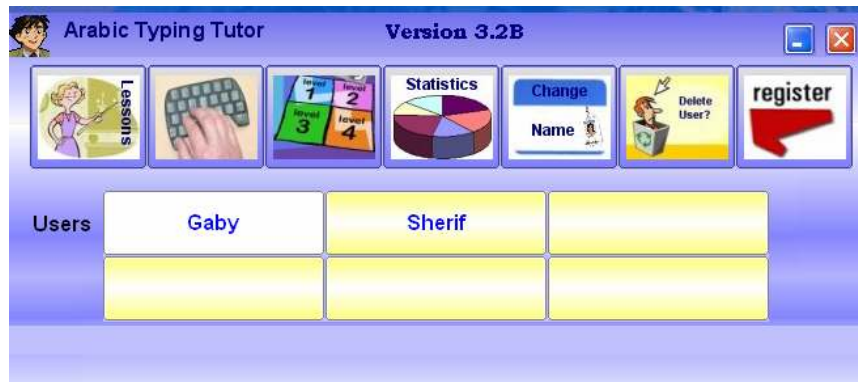 Arabic Typing Tutor Version 3.2B
Lessons
level 1
level 2
level 3
level 4
Statistics
Change
Name
Delete
User?
register
Users Gaby Sherif